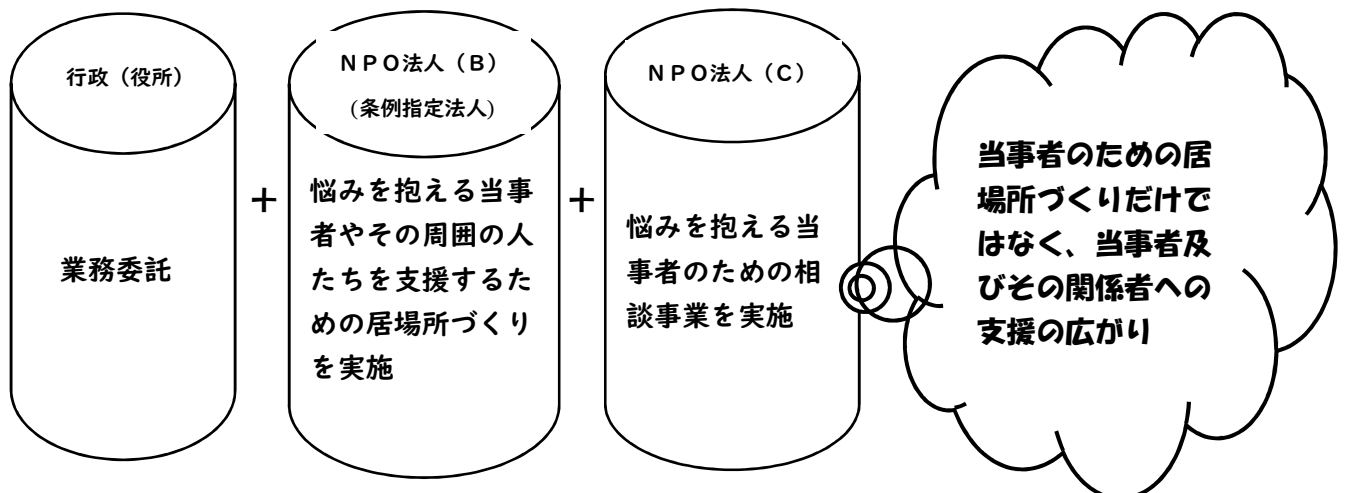 行政（役所）
業務委託
+
ＮＰＯ法人（Ｂ）
(条例指定法人)
悩みを抱える当事
者やその周囲の人
たちを支援するた
めの居場所づくり
を実施
+
ＮＰＯ法人（Ｃ）
悩みを抱える当
事者のための相
談事業を実施
当事者のための居
場所づくりだけで
はなく、当事者及
びその関係者への
支援の広がり